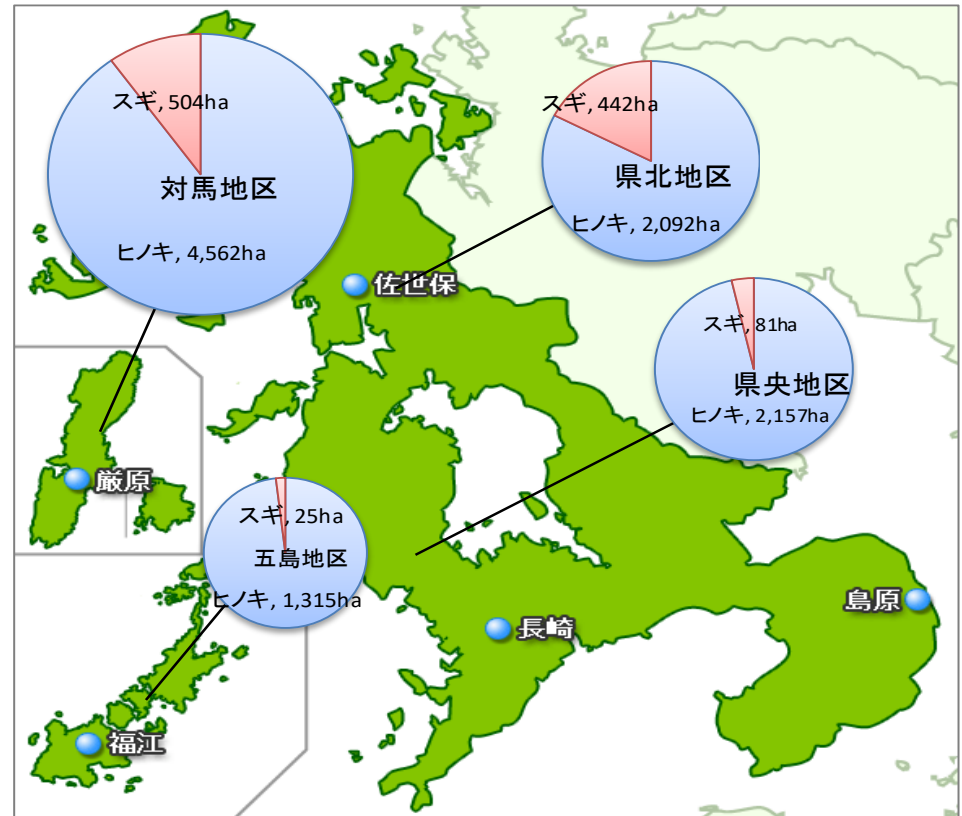 スギ, 504ha
対馬地区
ヒノキ, 4,562ha
スギ, 442ha
県北地区
ヒノキ, 2,092ha
佐世保
スギ, 81ha
県央地区
ヒノキ, 2,157ha
厳原
スギ, 25ha
五島地区
ヒノキ, 1,315ha
島原
長崎
福江